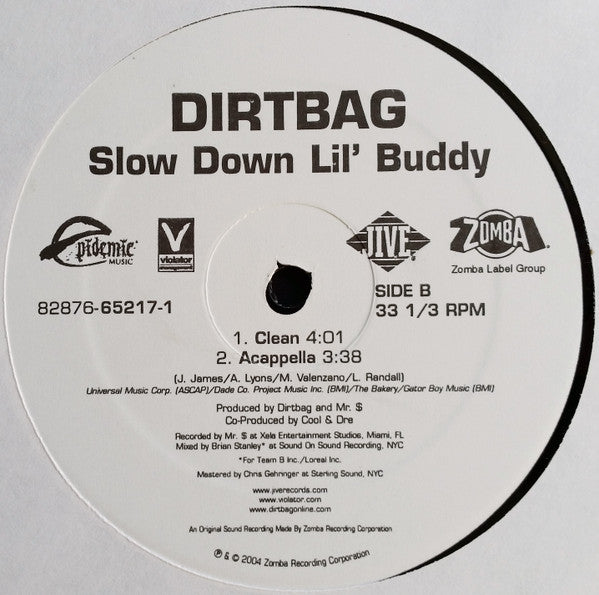 DIRTBAG
Slow Down Lil' Buddy
Epidemic
MUSIC
V
violator
management
JIVE
ZOMBA
Zomba Label Group
82876-65217-1
SIDE B
33 1/3 RPM
1. Clean 4:01
2. Acappella 3:38
(J. James/A. Lyons/M. Valenzano/L. Randall)
Universal Music Corp. (ASCAP)/Dade Co. Project Music Inc. (BMI)/The Bakery/Gator Boy Music (BMI)
Produced by Dirtbag and Mr. $
Co-Produced by Cool & Dre
Recorded by Mr. $ at Xela Entertainment Studios, Miami, FL
Mixed by Brian Stanley* at Sound On Sound Recording, NYC
*For Team B Inc./Loreal Inc.
Mastered by Chris Gehringer at Sterling Sound, NYC
www.jiverecords.com
www.violator.com
www.dirtbagonline.com
An Original Sound Recording Made By Zomba Recording Corporation
℗ & © 2004 Zomba Recording Corporation